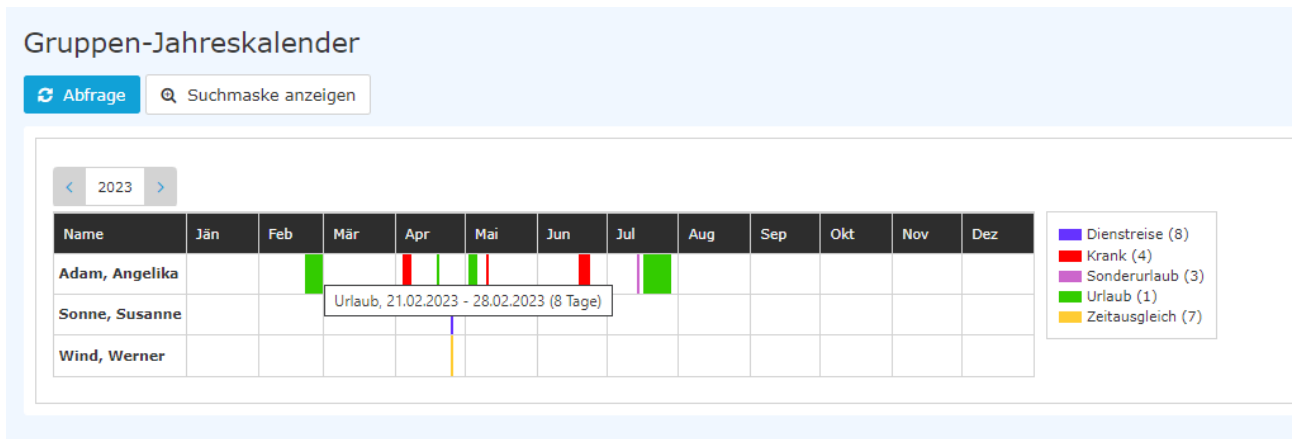 Gruppen-Jahreskalender
Abfrage Suchmaske anzeigen
2023
Name Jän Feb Mär Apr Mai Jun Jul Aug Sep Okt Nov Dez
Adam, Angelika
Urlaub, 21.02.2023 - 28.02.2023 (8 Tage)
Sonne, Susanne
Wind, Werner
Dienstreise (8)
Krank (4)
Sonderurlaub (3)
Urlaub (1)
Zeitausgleich (7)